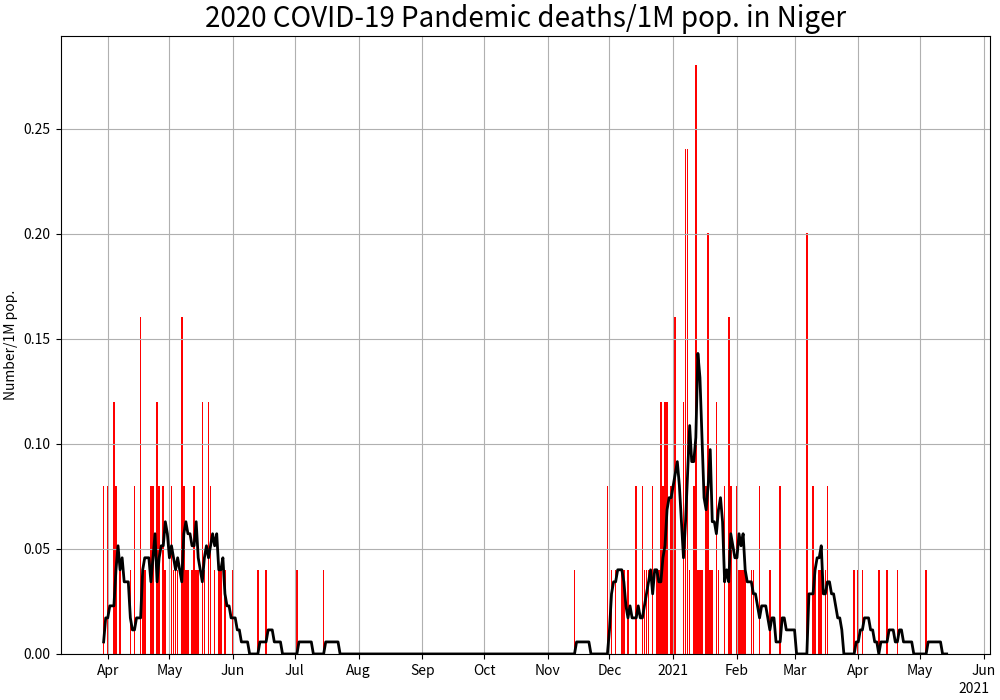 2020 COVID-19 Pandemic deaths/1M pop. in Niger
Number/1M pop.
0.25
0.20
0.15
0.10
0.05
0.00
Apr May Jun Jul Aug Sep Oct Nov Dec 2021 Feb Mar Apr May Jun
2021